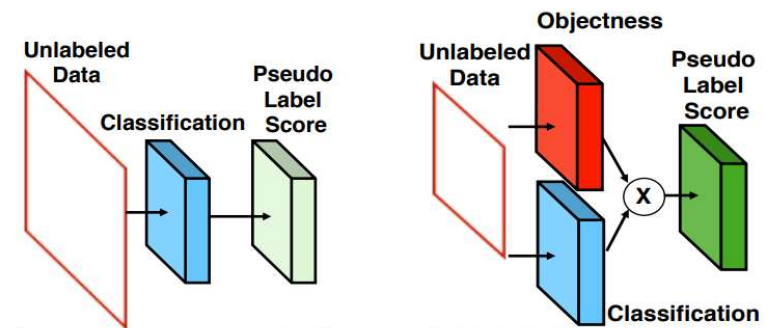 Unlabeled
Data
Classification
Pseudo
Label
Score
Objectness
Unlabeled
Data
X
Pseudo
Label
Score
Classification